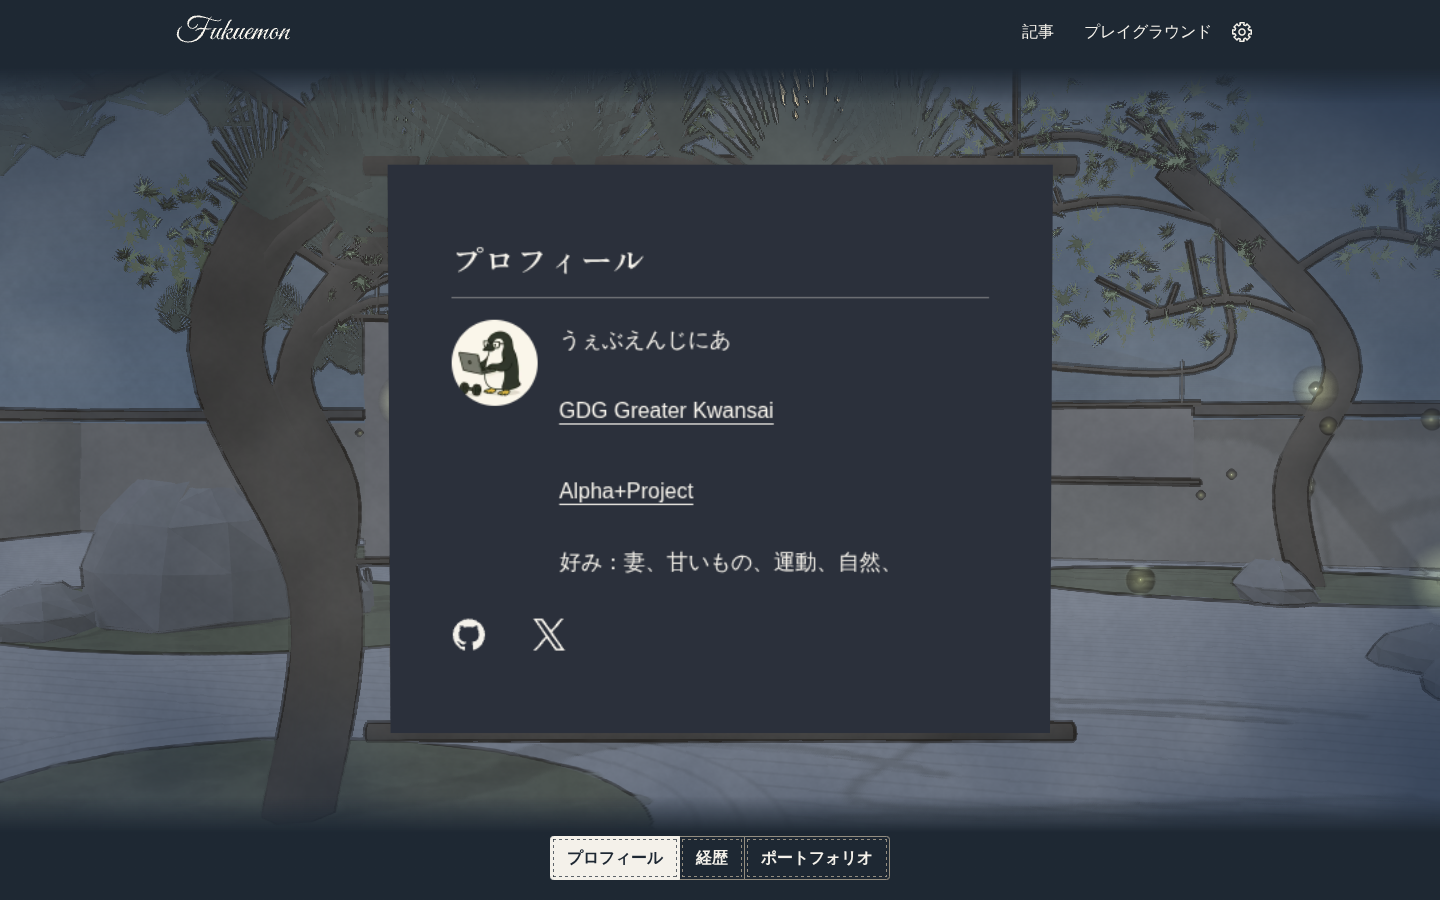 Fukuemon
記事 プレイグラウンド
プロフィール
うぇぶえんじにあ
GDG Greater Kwansai
Alpha+Project
好み：妻、甘いもの、運動、自然、
プロフィール 経歴 ポートフォリオ